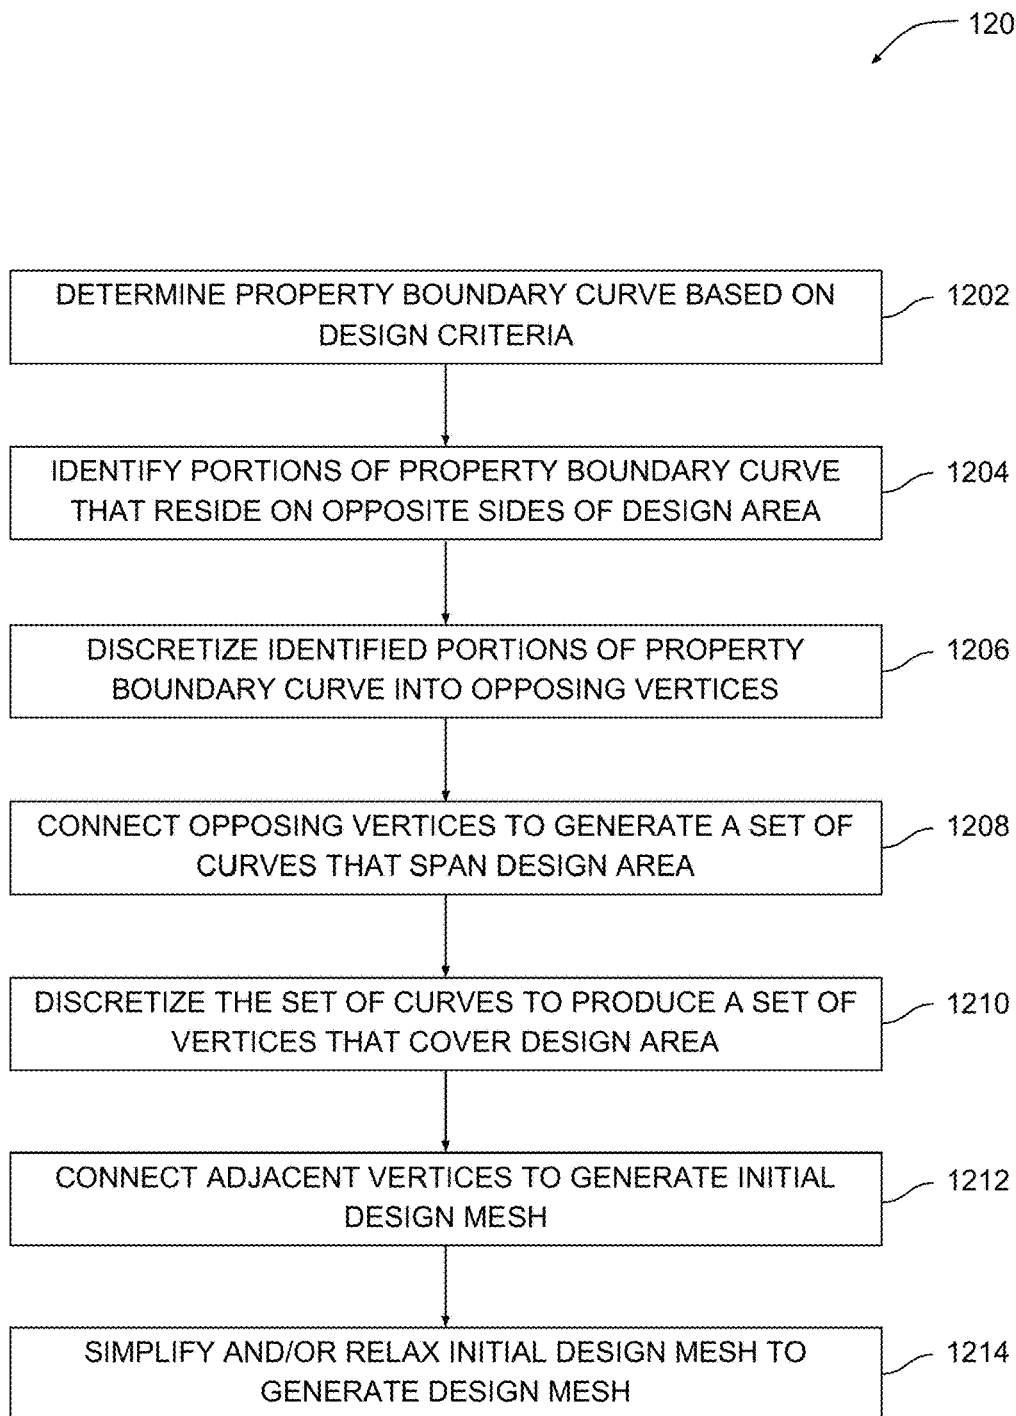 120
DETERMINE PROPERTY BOUNDARY CURVE BASED ON
DESIGN CRITERIA
1202
IDENTIFY PORTIONS OF PROPERTY BOUNDARY CURVE
THAT RESIDE ON OPPOSITE SIDES OF DESIGN AREA
1204
DISCRETIZE IDENTIFIED PORTIONS OF PROPERTY
BOUNDARY CURVE INTO OPPOSING VERTICES
1206
CONNECT OPPOSING VERTICES TO GENERATE A SET OF
CURVES THAT SPAN DESIGN AREA
1208
DISCRETIZE THE SET OF CURVES TO PRODUCE A SET OF
VERTICES THAT COVER DESIGN AREA
1210
CONNECT ADJACENT VERTICES TO GENERATE INITIAL
DESIGN MESH
1212
SIMPLIFY AND/OR RELAX INITIAL DESIGN MESH TO
GENERATE DESIGN MESH
1214